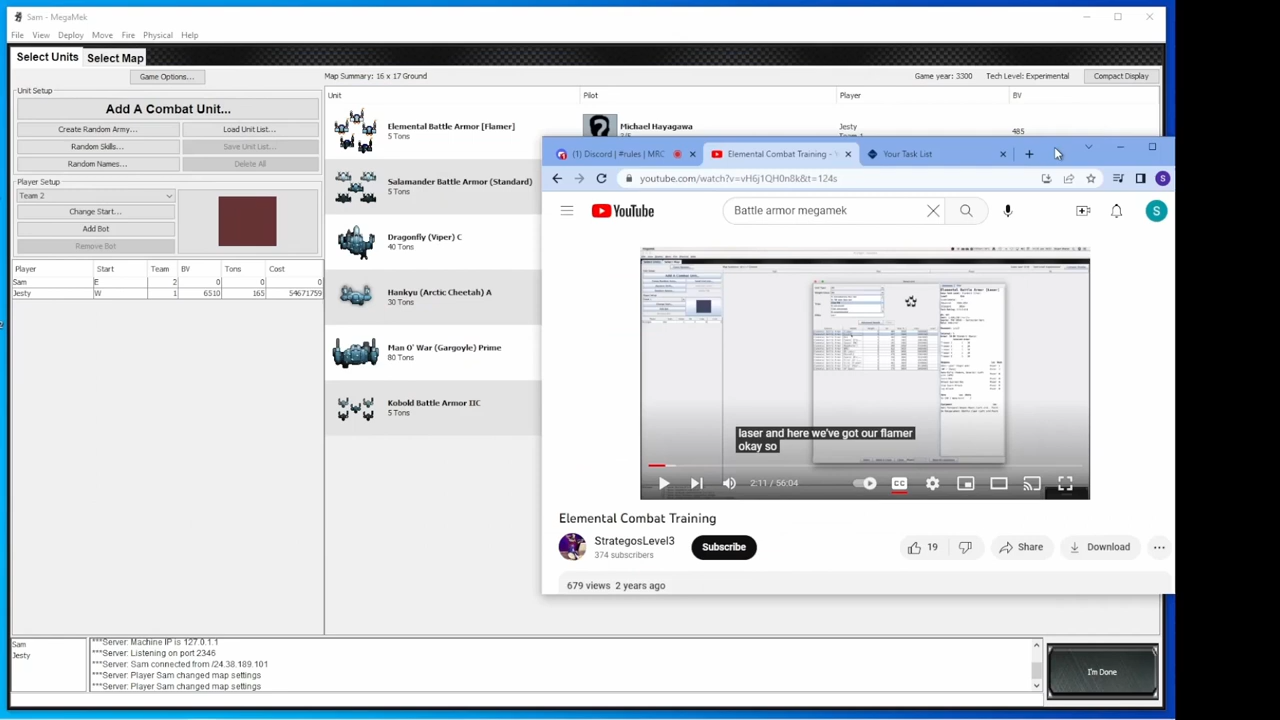 Sam - MegaMek
File View Deploy Move Fire Physical Help
Select Units Select Map
Game Options...
Map Summary: 16 x 17 Ground
Game year: 3300 Tech Level: Experimental
Compact Display
Unit Setup
Add A Combat Unit...
Create Random Army... Load Unit List...
Random Skills... Save Unit List...
Random Names... Delete All
Player Setup
Team 2
Change Start...
Add Bot
Remove Bot
Player Start Team BV Tons Cost
Sam E 2 0 0 0
Jesty W 1 6510 165 54671759
Unit Pilot Player BV
Elemental Battle Armor [Flamer]
5 Tons
Michael Hayagawa
Jesty
485
Salamander Battle Armor (Standard)
5 Tons
Dragonfly (Viper) C
40 Tons
Hankyu (Arctic Cheetah) A
30 Tons
Man O' War (Gargoyle) Prime
80 Tons
Kobold Battle Armor IIC
5 Tons
(1) Discord | #rules | MRC
Elemental Combat Training -
Your Task List
youtube.com/watch?v=vH6j1QH0n8k&t=124s
S
YouTube
Battle armor megamek
S
laser and here we've got our flamer
okay so
2:11 / 56:04
CC
Elemental Combat Training
StrategosLevel3
374 subscribers
Subscribe
19
Share
Download
679 views 2 years ago
Sam
Jesty
***Server: Machine IP is 127.0.1.1
***Server: Listening on port 2346
***Server: Sam connected from /24.38.189.101
***Server: Player Sam changed map settings
***Server: Player Sam changed map settings
I'm Done